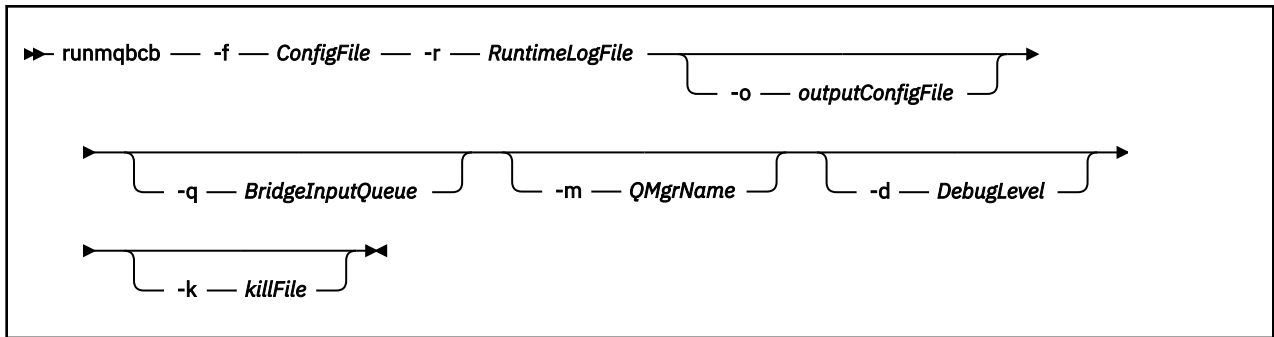 runmqbcb -f ConfigFile -r RuntimeLogFile
-o outputConfigFile
-q BridgeInputQueue -m QMgrName -d DebugLevel
-k killFile